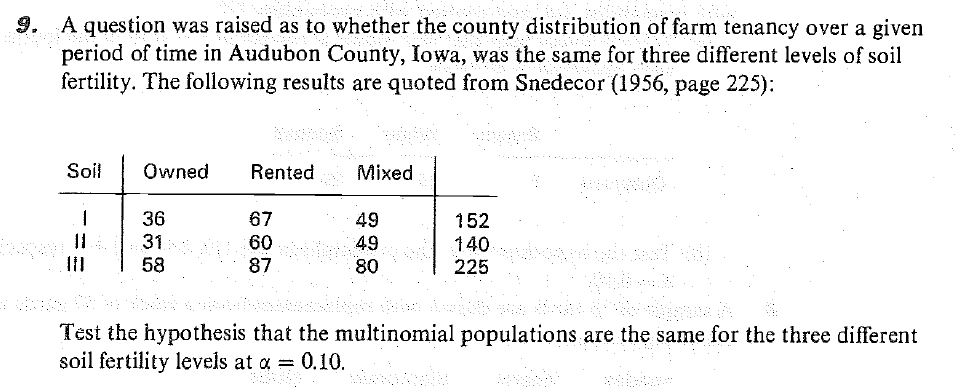 9. A question was raised as to whether the county distribution of farm tenancy over a given
period of time in Audubon County, Iowa, was the same for three different levels of soil
fertility. The following results are quoted from Snedecor (1956, page 225):
Soil Owned Rented Mixed
I 36 67 49 152
II 31 60 49 140
III 58 87 80 225
Test the hypothesis that the multinomial populations are the same for the three different
soil fertility levels at α = 0.10.